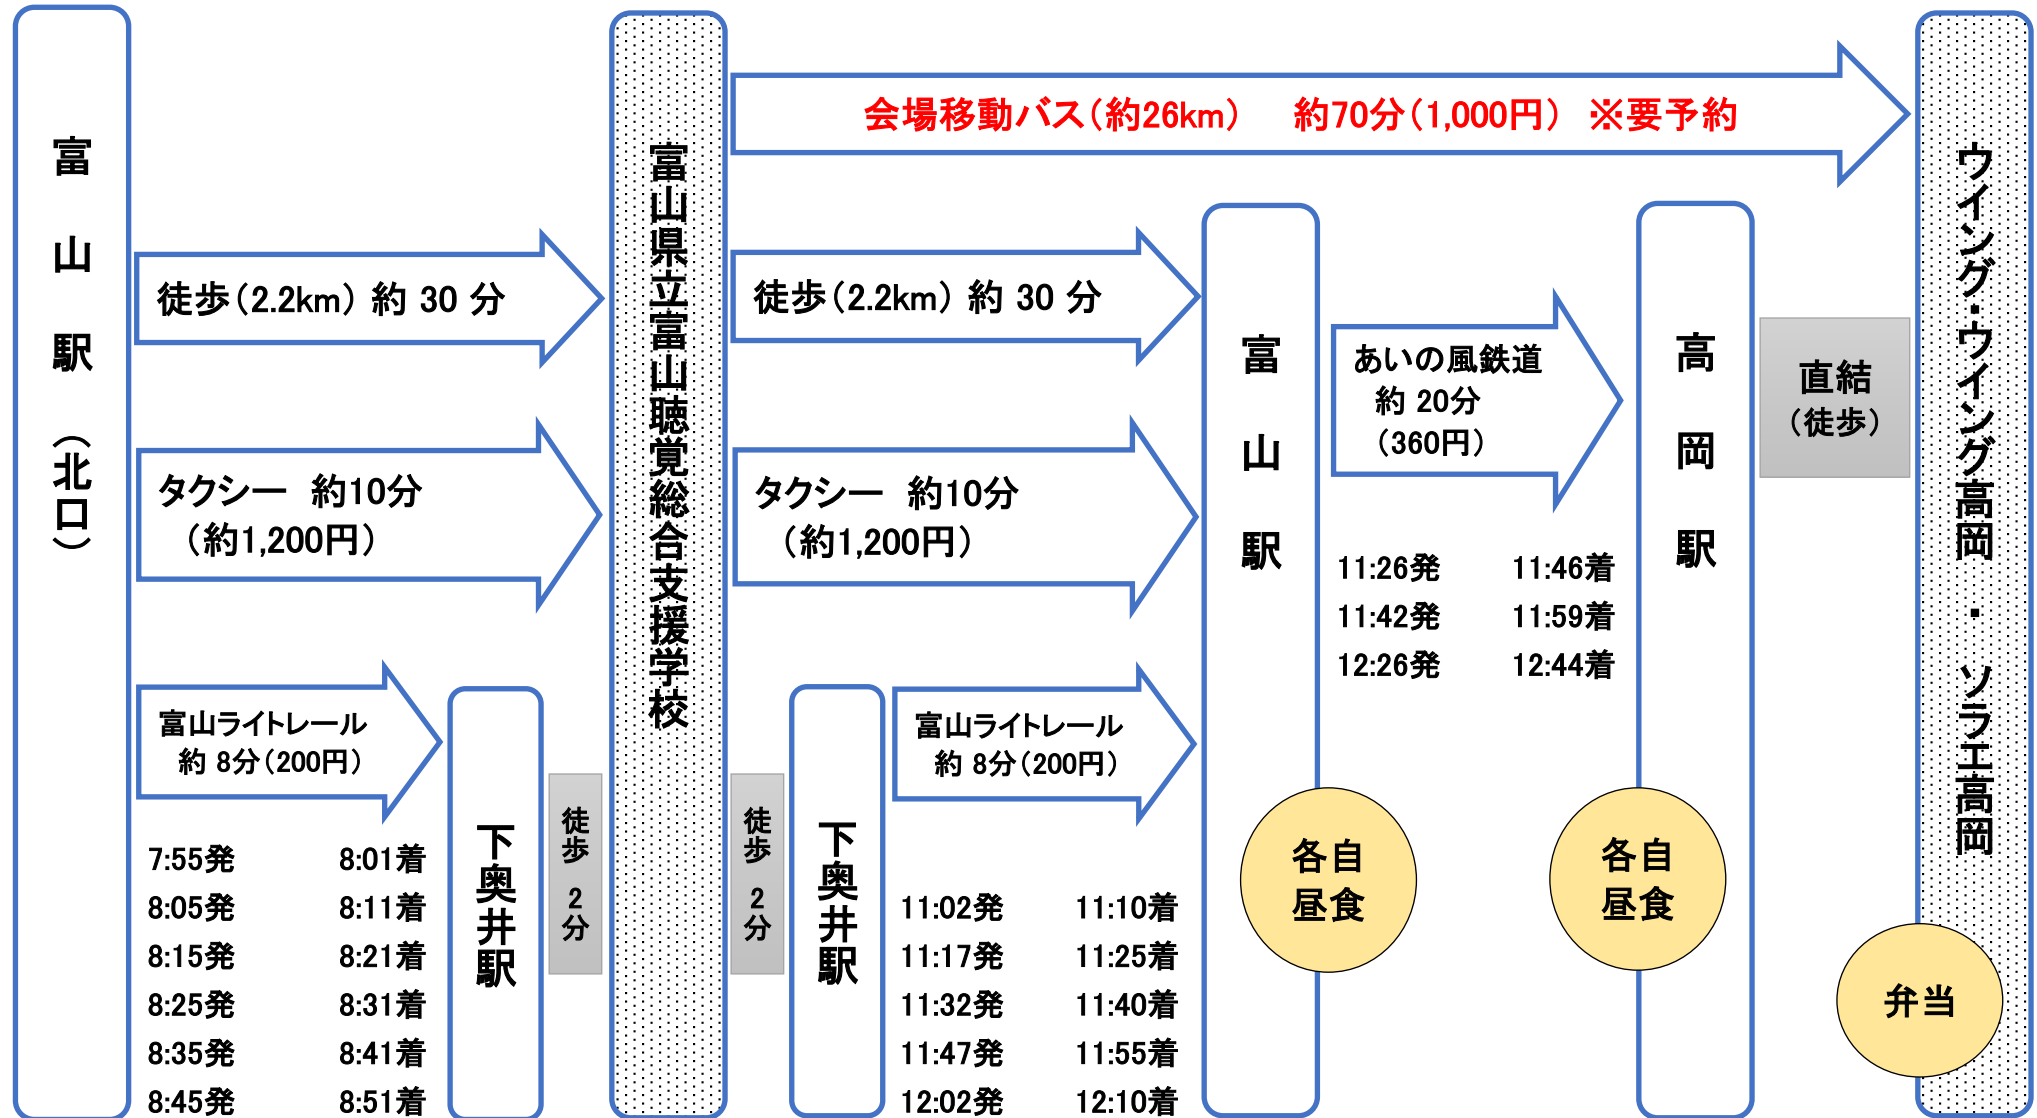 富山駅（北口）
徒歩（2.2km） 約 30 分
タクシー　約10分
（約1,200円）
富山ライトレール
約 8分（200円）
7:55発　8:01着
8:05発　8:11着
8:15発　8:21着
8:25発　8:31着
8:35発　8:41着
8:45発　8:51着
下奥井駅
徒歩 2分
富山県立富山聴覚総合支援学校
会場移動バス（約26km）　約70分（1,000円） ※要予約
徒歩（2.2km） 約 30 分
タクシー　約10分
（約1,200円）
徒歩 2分
下奥井駅
富山ライトレール
約 8分（200円）
11:02発　11:10着
11:17発　11:25着
11:32発　11:40着
11:47発　11:55着
12:02発　12:10着
富山駅
各自
昼食
あいの風鉄道
約 20分
（360円）
11:26発　11:46着
11:42発　11:59着
12:26発　12:44着
高岡駅
各自
昼食
直結
（徒歩）
ウイング・ウイング高岡 ・ ソラエ高岡
弁当